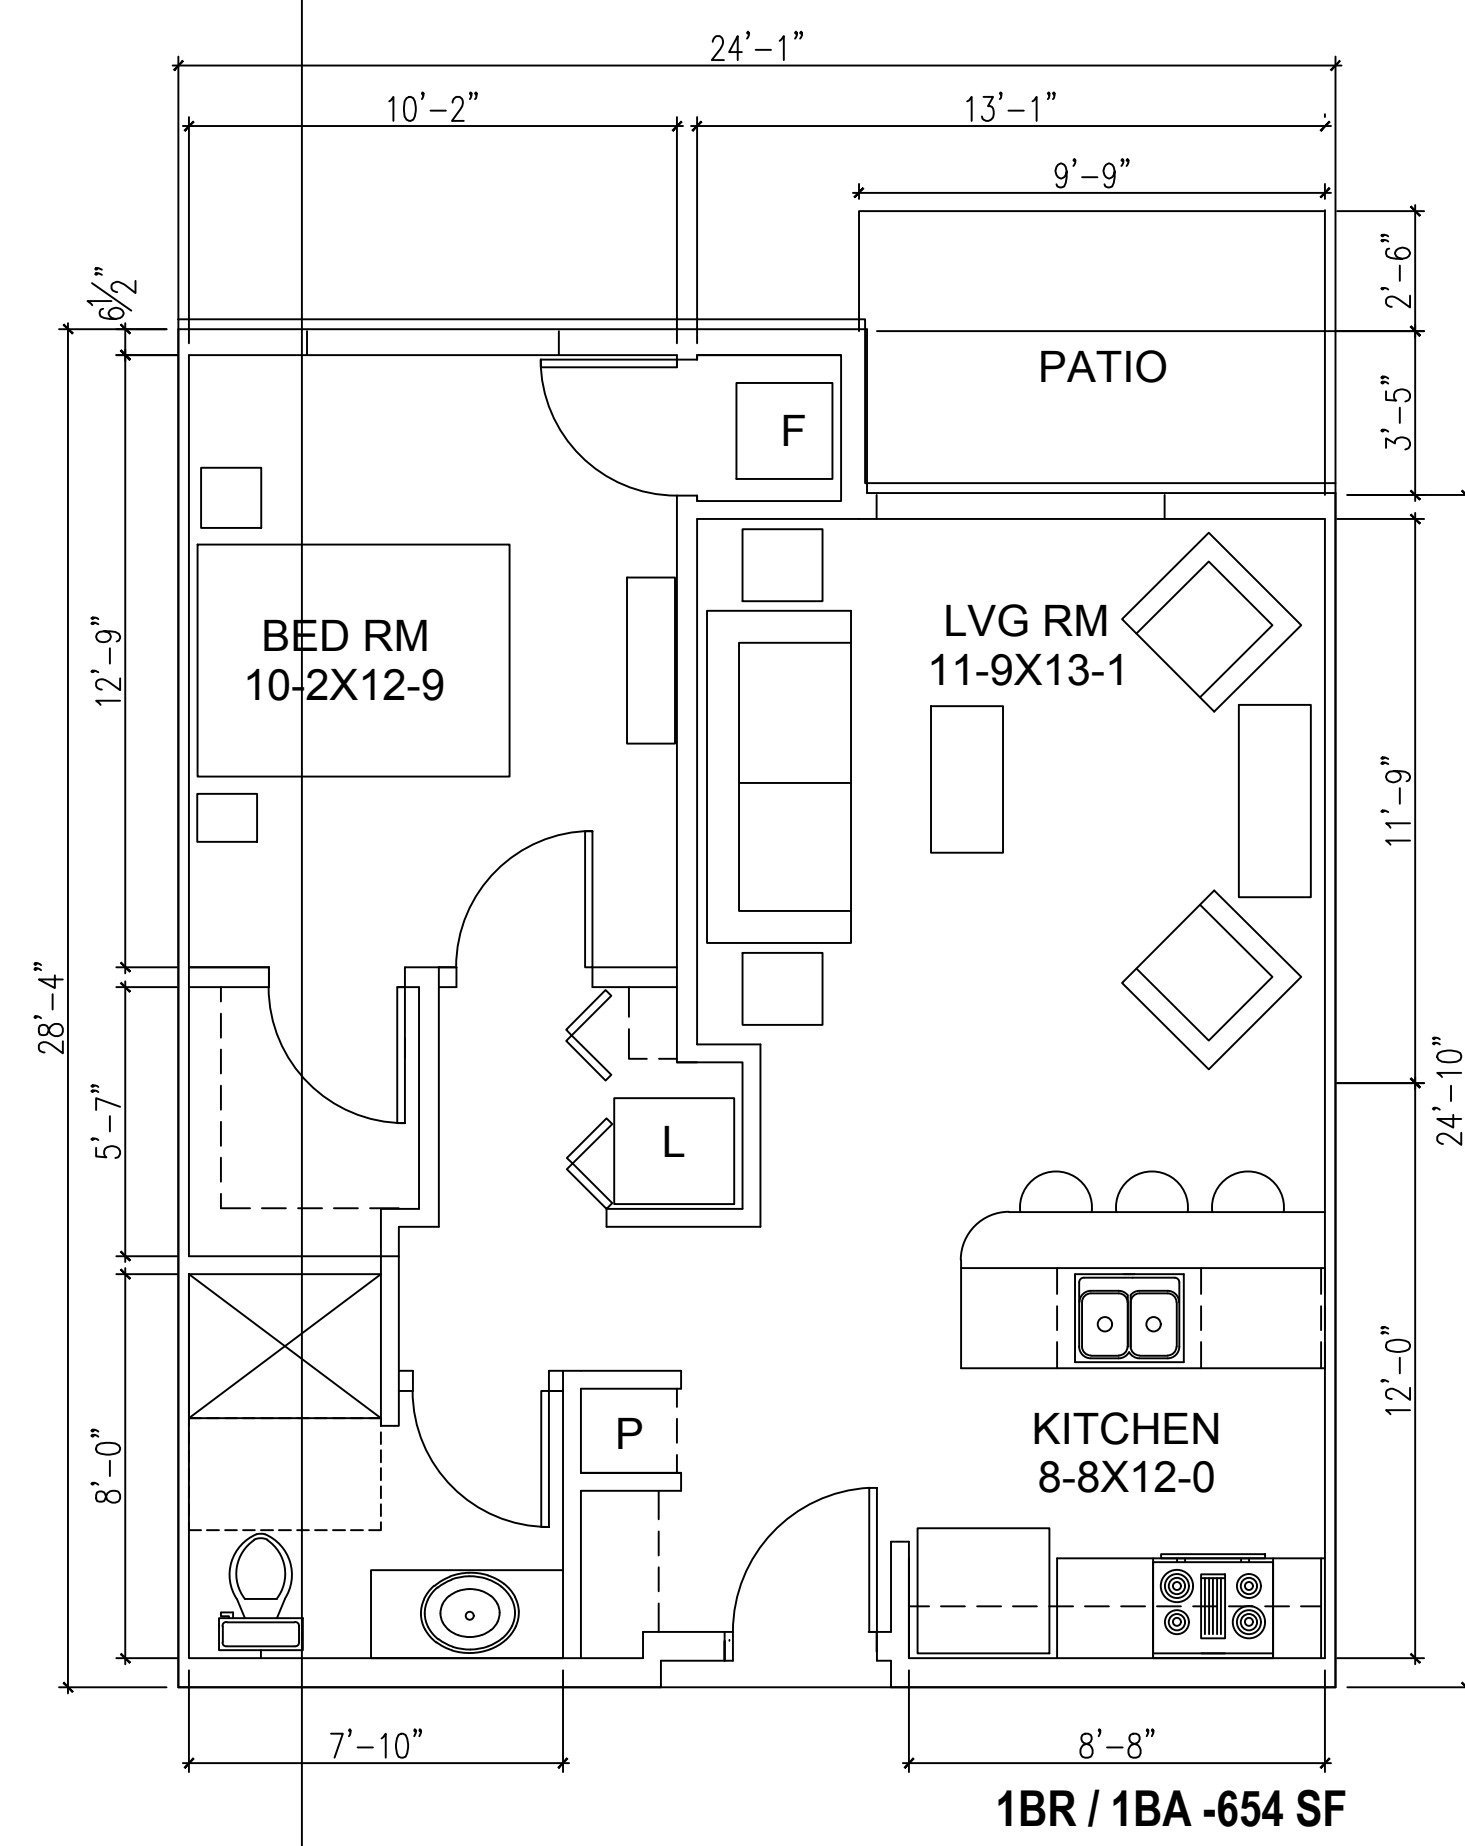 24'-1"
10'-2"
13'-1"
9'-9"
6½"
2'-6"
PATIO
3'-5"
F
BED RM
10-2X12-9
LVG RM
11-9X13-1
12'-9"
11'-9"
28'-4"
24'-10"
5'-7"
L
12'-0"
8'-0"
P
KITCHEN
8-8X12-0
7'-10"
8'-8"
1BR / 1BA -654 SF